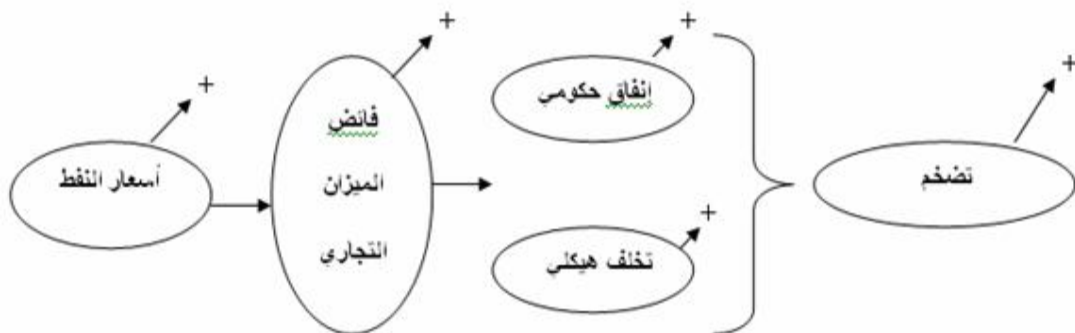 +
+
+
+
+
أسعار النفط
فائض
الميزان
التجاري
إنفاق حكومي
تخلف هيكلي
تضخم